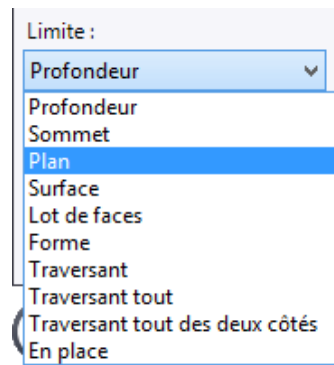 Limite :
Profondeur
Profondeur
Sommet
Plan
Surface
Lot de faces
Forme
Traversant
Traversant tout
Traversant tout des deux côtés
En place